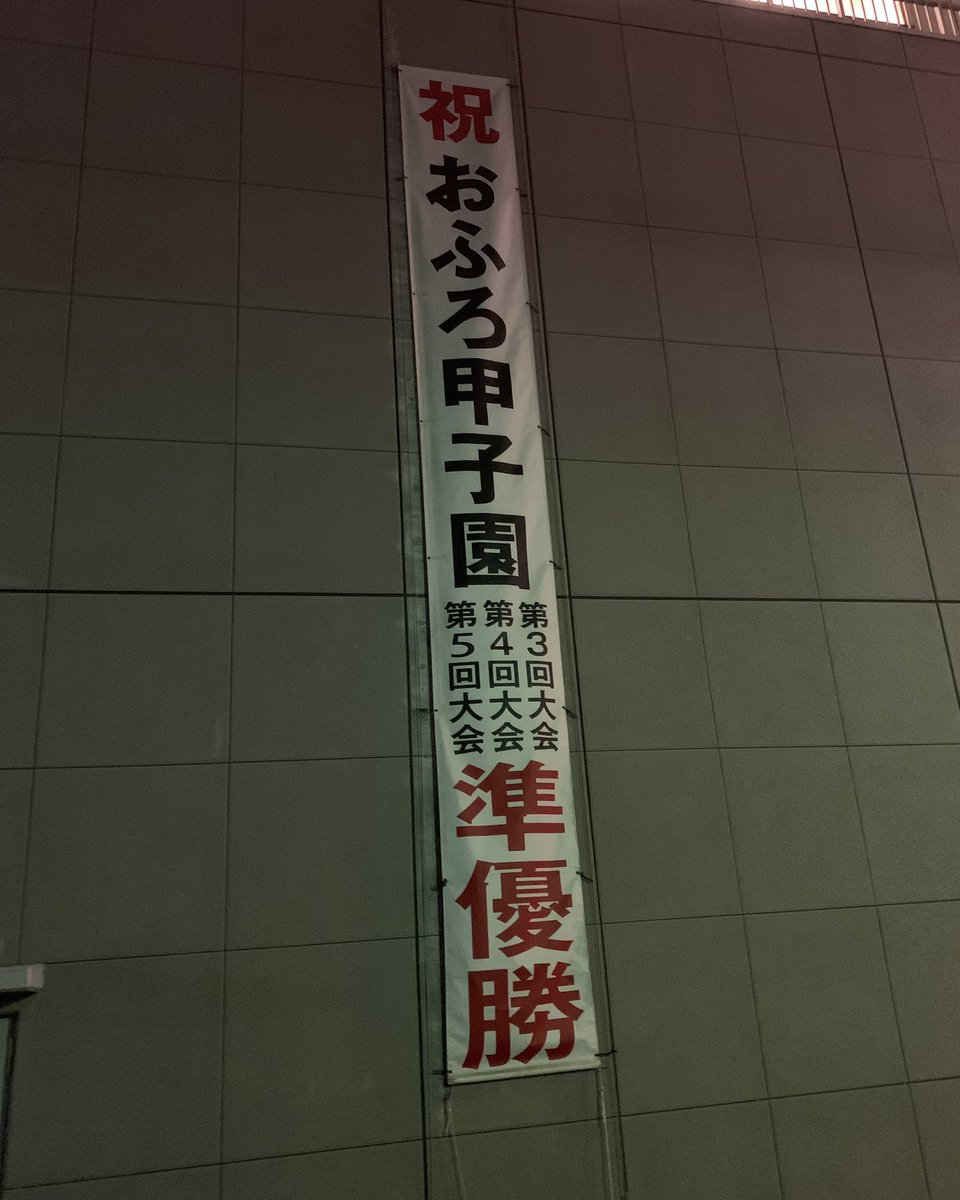 祝
おふろ甲子園
第3回大会
第4回大会
第5回大会
準優勝